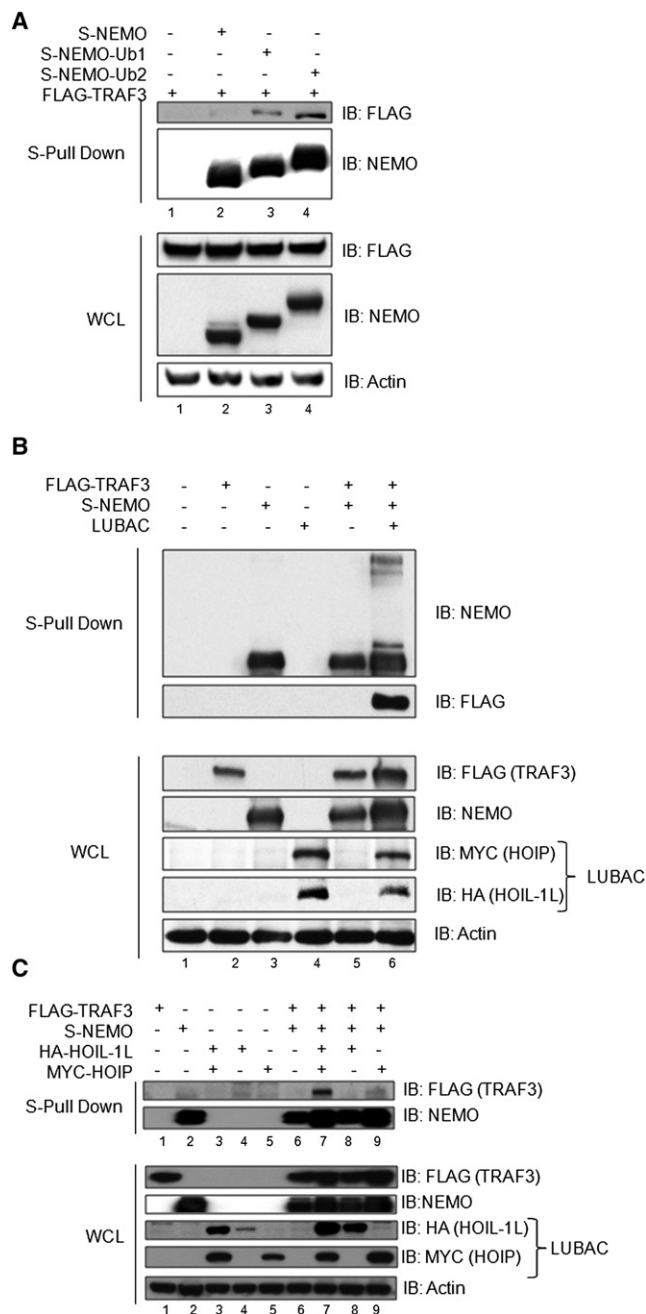 A
S-NEMO - + - -
S-NEMO-Ub1 - - + -
S-NEMO-Ub2 - - - +
FLAG-TRAF3 + + + +
S-Pull Down
IB: FLAG
IB: NEMO
1 2 3 4
WCL
IB: FLAG
IB: NEMO
IB: Actin
1 2 3 4
B
FLAG-TRAF3 - + - - + +
S-NEMO - - + - + +
LUBAC - - - + - +
S-Pull Down
IB: NEMO
IB: FLAG
WCL
IB: FLAG (TRAF3)
IB: NEMO
IB: MYC (HOIP)
IB: HA (HOIL-1L)
LUBAC
IB: Actin
1 2 3 4 5 6
C
FLAG-TRAF3 + - - - - + + + +
S-NEMO - + - - - + + + +
HA-HOIL-1L - - + + - - + + -
MYC-HOIP - - + - + - + - +
S-Pull Down
IB: FLAG (TRAF3)
IB: NEMO
1 2 3 4 5 6 7 8 9
WCL
IB: FLAG (TRAF3)
IB:NEMO
IB: HA (HOIL-1L)
IB: MYC (HOIP)
LUBAC
IB: Actin
1 2 3 4 5 6 7 8 9